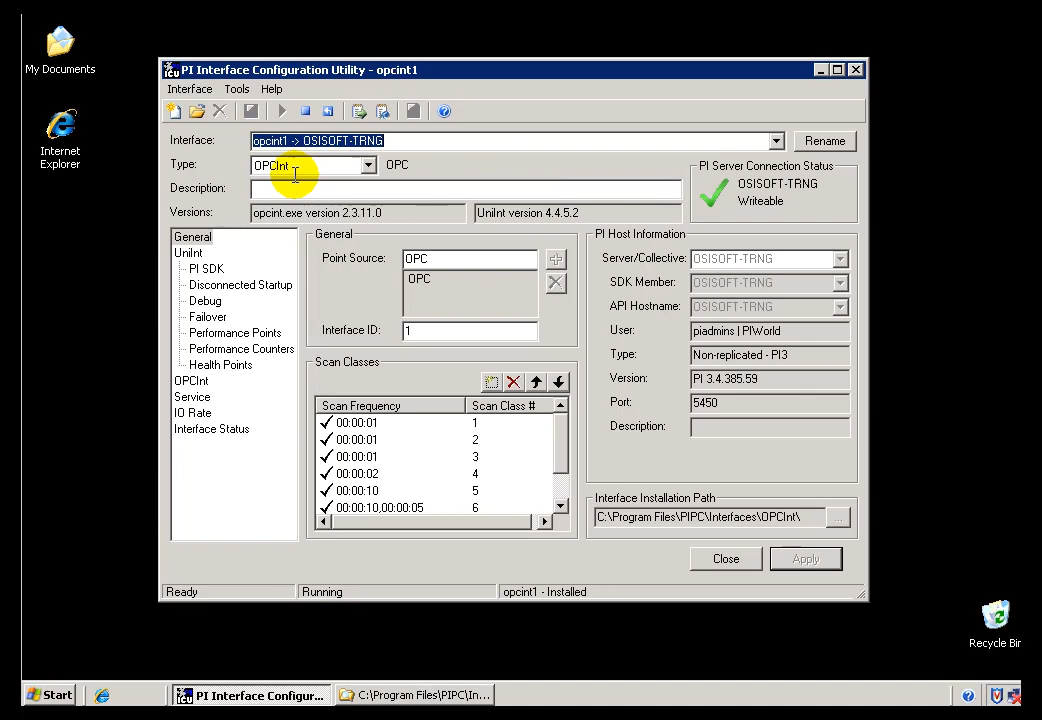 My Documents
Internet
Explorer
PI Interface Configuration Utility - opcint1
ICU
Interface Tools Help
Interface: opcint1 -> OSISOFT-TRNG Rename
Type: OPCInt OPC
Description:
Versions: opcint.exe version 2.3.11.0 UniInt version 4.4.5.2
PI Server Connection Status
OSISOFT-TRNG
Writeable
General
UniInt
PI SDK
Disconnected Startup
Debug
Failover
Performance Points
Performance Counters
Health Points
OPCInt
Service
IO Rate
Interface Status
General
Point Source: OPC
OPC
Interface ID: 1
Scan Classes
Scan Frequency Scan Class #
00:00:01 1
00:00:01 2
00:00:01 3
00:00:02 4
00:00:10 5
00:00:10,00:00:05 6
PI Host Information
Server/Collective: OSISOFT-TRNG
SDK Member: OSISOFT-TRNG
API Hostname: OSISOFT-TRNG
User: piadmins | PIWorld
Type: Non-replicated - PI3
Version: PI 3.4.385.59
Port: 5450
Description:
Interface Installation Path
C:\Program Files\PIPC\Interfaces\OPCInt\ ...
Close Apply
Ready Running opcint1 - Installed
Recycle Bin
Start ICU PI Interface Configur... C:\Program Files\PIPC\In...